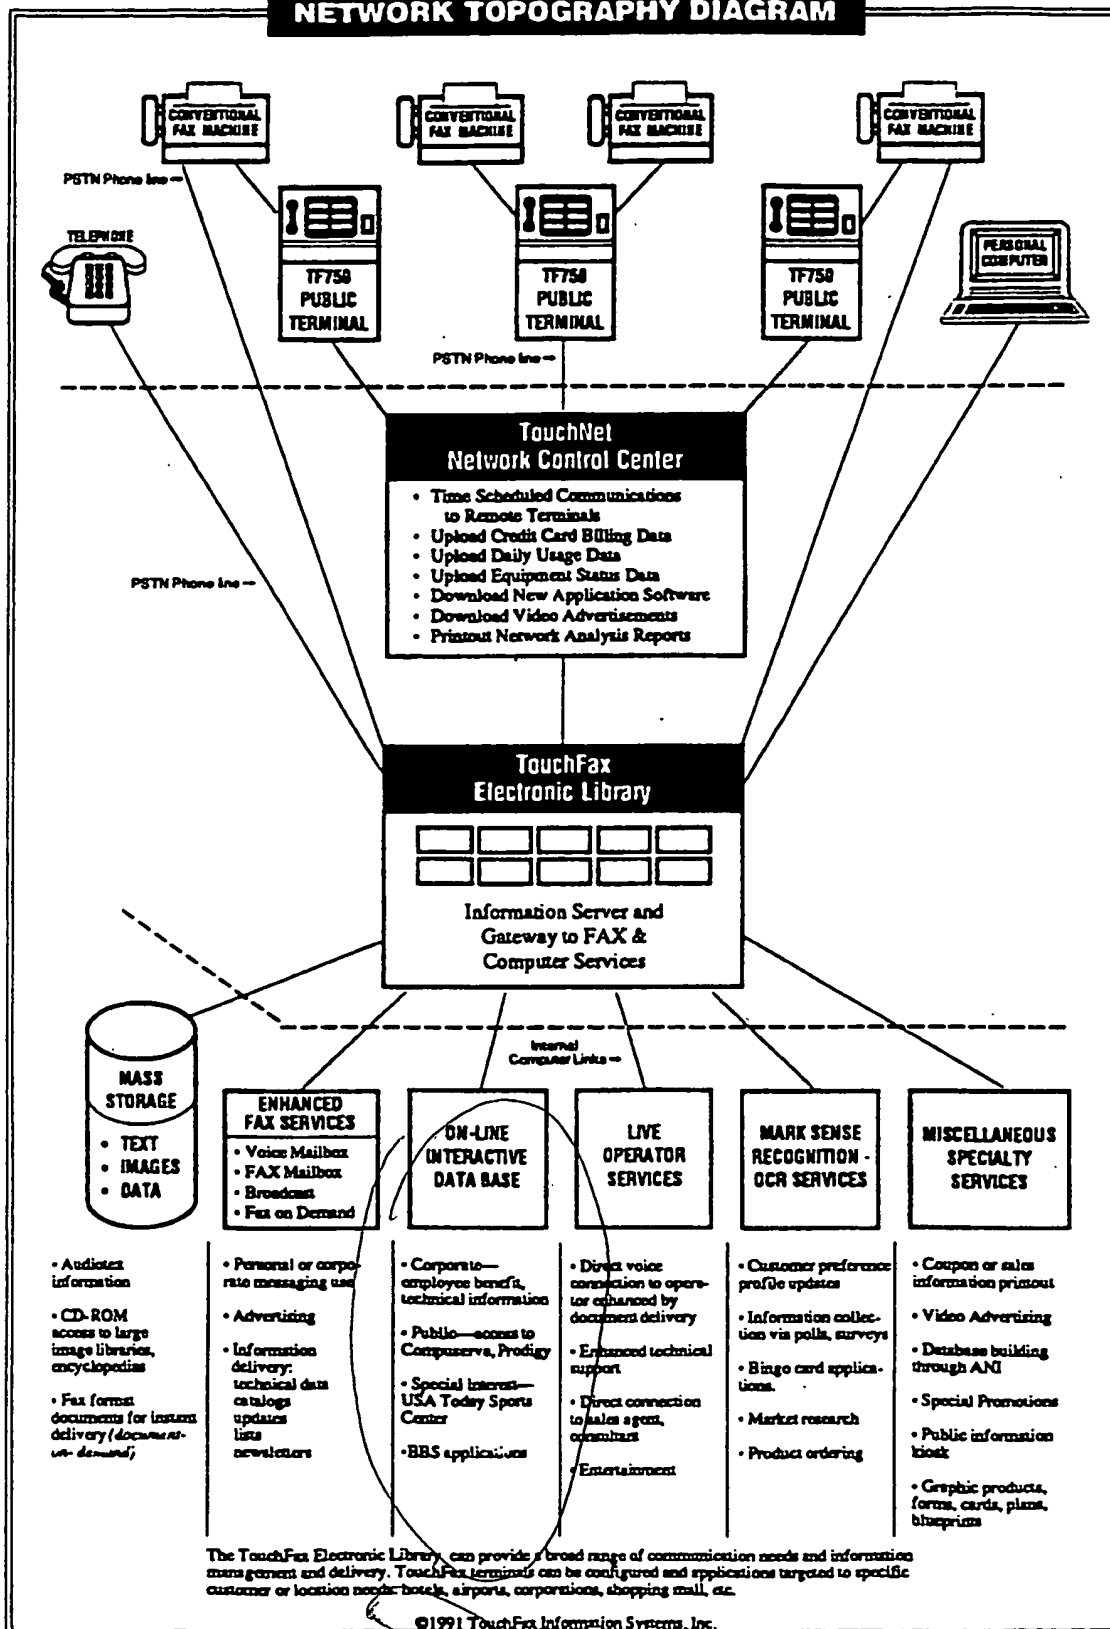 NETWORK TOPOGRAPHY DIAGRAM
CONVENTIONAL
FAX MACHINE
CONVENTIONAL
FAX MACHINE
CONVENTIONAL
FAX MACHINE
CONVENTIONAL
FAX MACHINE
PSTN Phone line
TELEPHONE
TF750
PUBLIC
TERMINAL
TF750
PUBLIC
TERMINAL
TF750
PUBLIC
TERMINAL
PERSONAL
COMPUTER
PSTN Phone line
TouchNet
Network Control Center
• Time Scheduled Communications
to Remote Terminals
• Upload Credit Card Billing Data
• Upload Daily Usage Data
• Upload Equipment Status Data
• Download New Application Software
• Download Video Advertisements
• Printout Network Analysis Reports
PSTN Phone line
TouchFax
Electronic Library
Information Server and
Gateway to FAX &
Computer Services
Internal
Computer Links
MASS
STORAGE
• TEXT
• IMAGES
• DATA
ENHANCED
FAX SERVICES
• Voice Mailbox
• FAX Mailbox
• Broadcast
• Fax on Demand
ON-LINE
INTERACTIVE
DATA BASE
LIVE
OPERATOR
SERVICES
MARK SENSE
RECOGNITION -
OCR SERVICES
MISCELLANEOUS
SPECIALTY
SERVICES
• Audiotex
information
• CD-ROM
access to large
image libraries,
encyclopedias
• Fax format
documents for instant
delivery (document-
on-demand)
• Personal or corpo-
rate messaging use
• Advertising
• Information
delivery:
technical data
catalogs
updates
lists
newsletters
• Corporate—
employee benefit,
technical information
• Public—access to
Compuserve, Prodigy
• Special Interest—
USA Today Sports
Center
• BBS applications
• Direct voice
connection to opera-
tor enhanced by
document delivery
• Enhanced technical
support
• Direct connection
to sales agent,
consultant
• Entertainment
• Customer preference
profile updates
• Information collec-
tion via polls, surveys
• Bingo card applica-
tions.
• Market research
• Product ordering
• Coupon or sales
information printout
• Video Advertising
• Database building
through ANI
• Special Promotions
• Public information
kiosk
• Graphic products,
forms, cards, plans,
blueprints
The TouchFax Electronic Library can provide a broad range of communication needs and information
management and delivery. TouchFax terminals can be configured and applications targeted to specific
customer or location needs: hotels, airports, corporations, shopping mall, etc.
©1991 TouchFax Information Systems, Inc.